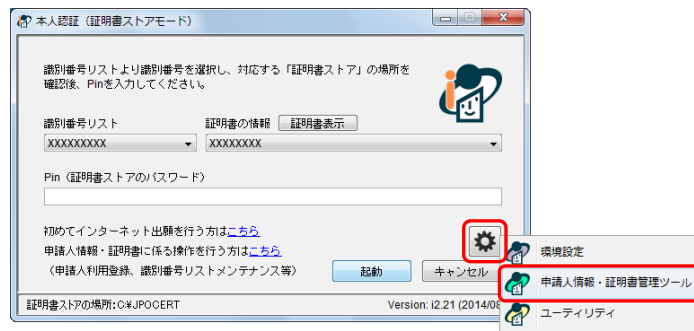 本人認証（証明書ストアモード）
識別番号リストより識別番号を選択し、対応する「証明書ストア」の場所を
確認後、Pinを入力してください。
識別番号リスト 証明書の情報 証明書表示
XXXXXXXXX XXXXXXXX
Pin（証明書ストアのパスワード）
初めてインターネット出願を行う方はこちら
申請人情報・証明書に係る操作を行う方はこちら
（申請人利用登録、識別番号リストメンテナンス等）
起動 キャンセル
証明書ストアの場所:C:¥JPOCERT Version: i2.21 (2014/08
環境設定
申請人情報・証明書管理ツール
ユーティリティ